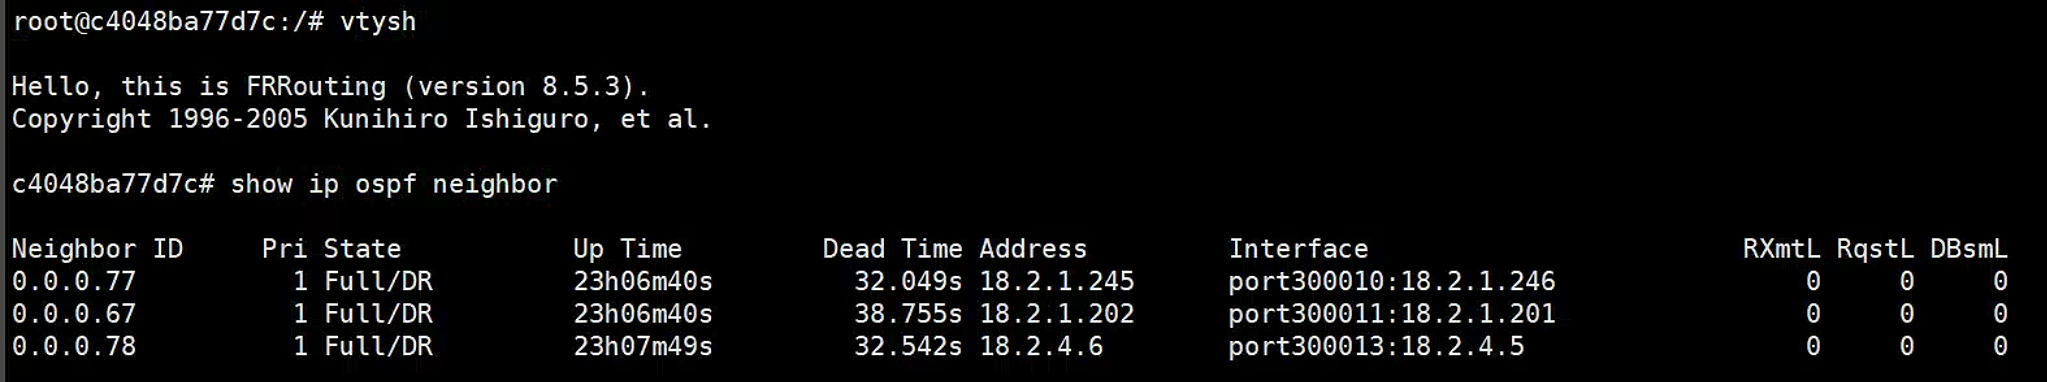 root@c4048ba77d7c:/# vtysh
Hello, this is FRRouting (version 8.5.3).
Copyright 1996-2005 Kunihiro Ishiguro, et al.
c4048ba77d7c# show ip ospf neighbor
Neighbor ID     Pri State           Up Time         Dead Time Address         Interface                        RXmtL RqstL DBsmL
0.0.0.77          1 Full/DR         23h06m40s         32.049s 18.2.1.245      port300010:18.2.1.246                0     0     0
0.0.0.67          1 Full/DR         23h06m40s         38.755s 18.2.1.202      port300011:18.2.1.201                0     0     0
0.0.0.78          1 Full/DR         23h07m49s         32.542s 18.2.4.6        port300013:18.2.4.5                  0     0     0